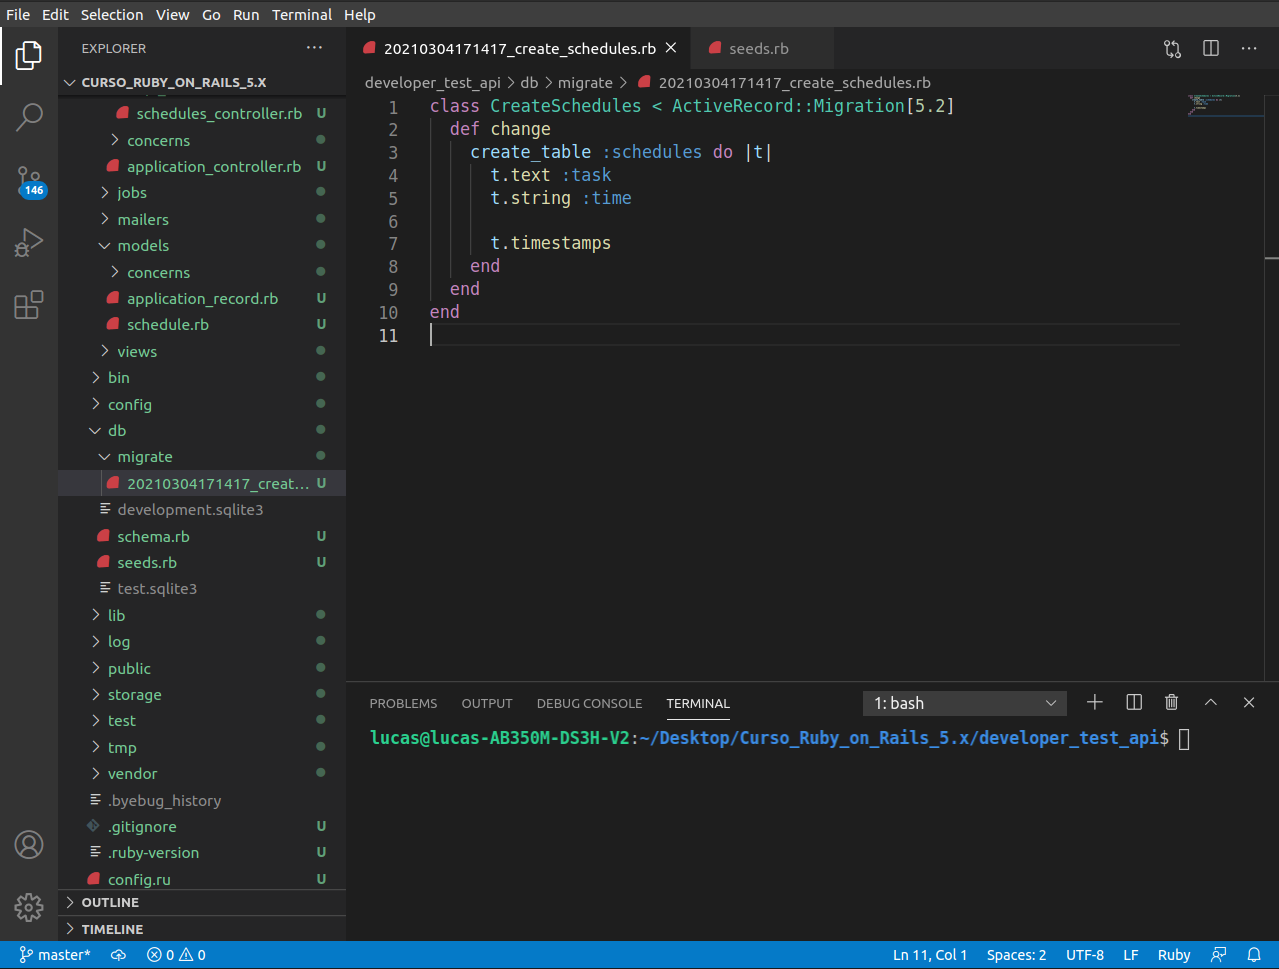 File Edit Selection View Go Run Terminal Help
EXPLORER
CURSO_RUBY_ON_RAILS_5.X
schedules_controller.rb U
concerns
application_controller.rb U
jobs
mailers
models
concerns
application_record.rb U
schedule.rb U
views
bin
config
db
migrate
20210304171417_creat... U
development.sqlite3
schema.rb U
seeds.rb U
test.sqlite3
lib
log
public
storage
test
tmp
vendor
.byebug_history
.gitignore U
.ruby-version U
config.ru U
OUTLINE
TIMELINE
146
20210304171417_create_schedules.rb
seeds.rb
developer_test_api > db > migrate > 20210304171417_create_schedules.rb
1 class CreateSchedules < ActiveRecord::Migration[5.2]
2 def change
3 create_table :schedules do |t|
4 t.text :task
5 t.string :time
6
7 t.timestamps
8 end
9 end
10 end
11
PROBLEMS OUTPUT DEBUG CONSOLE TERMINAL 1: bash
lucas@lucas-AB350M-DS3H-V2:~/Desktop/Curso_Ruby_on_Rails_5.x/developer_test_api$
master* 0 0 Ln 11, Col 1 Spaces: 2 UTF-8 LF Ruby